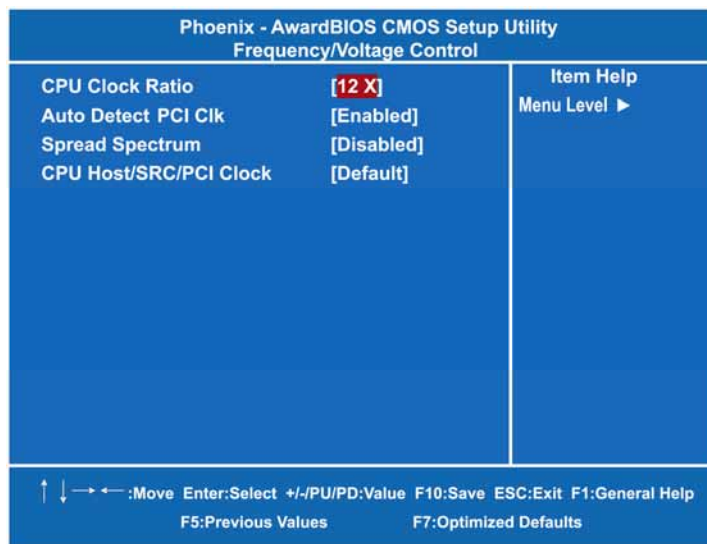 Phoenix - AwardBIOS CMOS Setup Utility
Frequency/Voltage Control
CPU Clock Ratio [12 X]
Auto Detect PCI Clk [Enabled]
Spread Spectrum [Disabled]
CPU Host/SRC/PCI Clock [Default]
Item Help
Menu Level ►
↑ ↓ → ← :Move Enter:Select +/-/PU/PD:Value F10:Save ESC:Exit F1:General Help
F5:Previous Values F7:Optimized Defaults